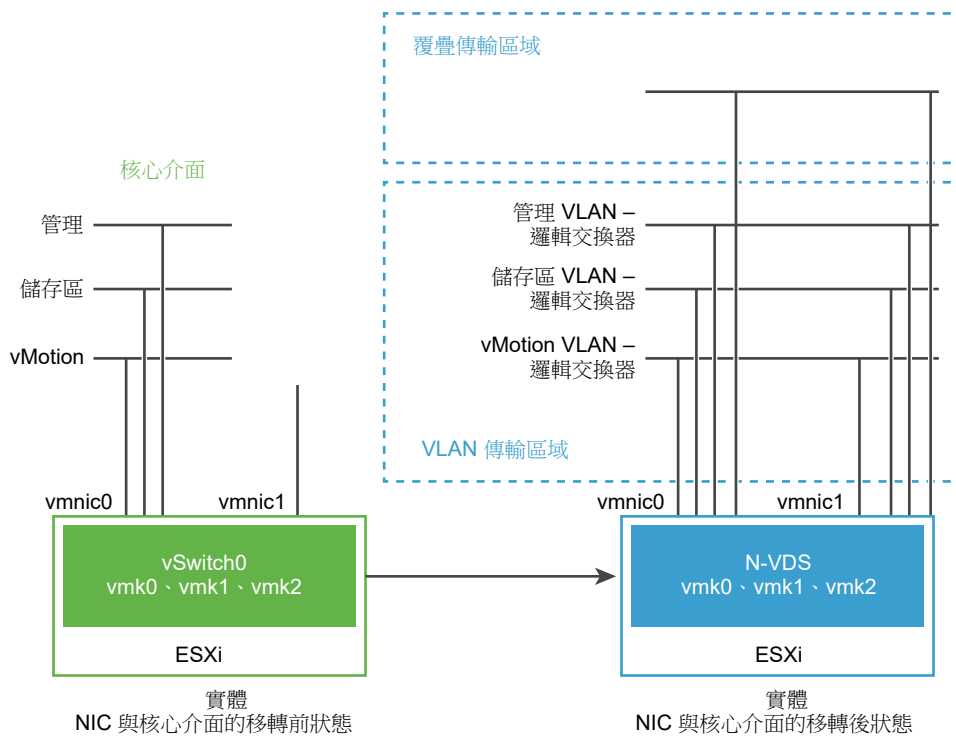 覆疊傳輸區域
核心介面
管理
儲存區
vMotion
管理 VLAN –
邏輯交換器
儲存區 VLAN –
邏輯交換器
vMotion VLAN –
邏輯交換器
VLAN 傳輸區域
vmnic0
vmnic1
vmnic0
vmnic1
vSwitch0
vmk0、vmk1、vmk2
ESXi
N-VDS
vmk0、vmk1、vmk2
ESXi
實體
NIC 與核心介面的移轉前狀態
實體
NIC 與核心介面的移轉後狀態